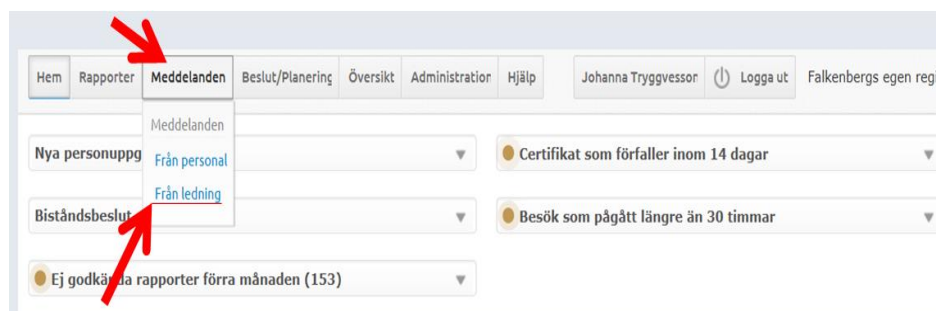 Hem Rapporter Meddelanden Beslut/Planering Översikt Administration Hjälp Johanna Tryggvesson Logga ut Falkenbergs egen regi
Meddelanden
Nya personuppg Från personal Certifikat som förfaller inom 14 dagar
Från ledning
Biståndsbeslut Besök som pågått längre än 30 timmar
Ej godkända rapporter förra månaden (153)